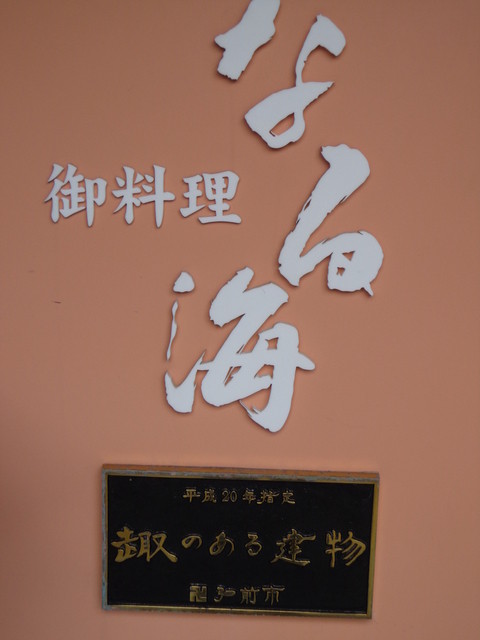 なる海
御料理
平成20年指定
趣のある建物
卍弘前市